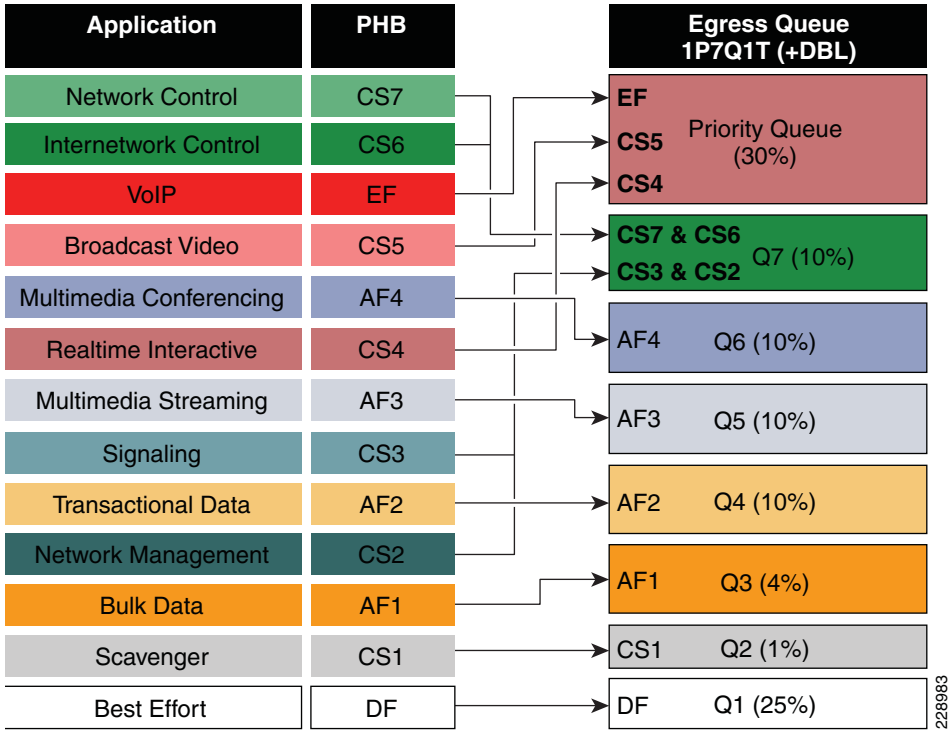 Application
PHB
Egress Queue
1P7Q1T (+DBL)
Network Control
CS7
Internetwork Control
CS6
VoIP
EF
Broadcast Video
CS5
Multimedia Conferencing
AF4
Realtime Interactive
CS4
Multimedia Streaming
AF3
Signaling
CS3
Transactional Data
AF2
Network Management
CS2
Bulk Data
AF1
Scavenger
CS1
Best Effort
DF
EF
CS5
Priority Queue
(30%)
CS4
CS7 & CS6
CS3 & CS2
Q7 (10%)
AF4
Q6 (10%)
AF3
Q5 (10%)
AF2
Q4 (10%)
AF1
Q3 (4%)
CS1
Q2 (1%)
DF
Q1 (25%)
228983